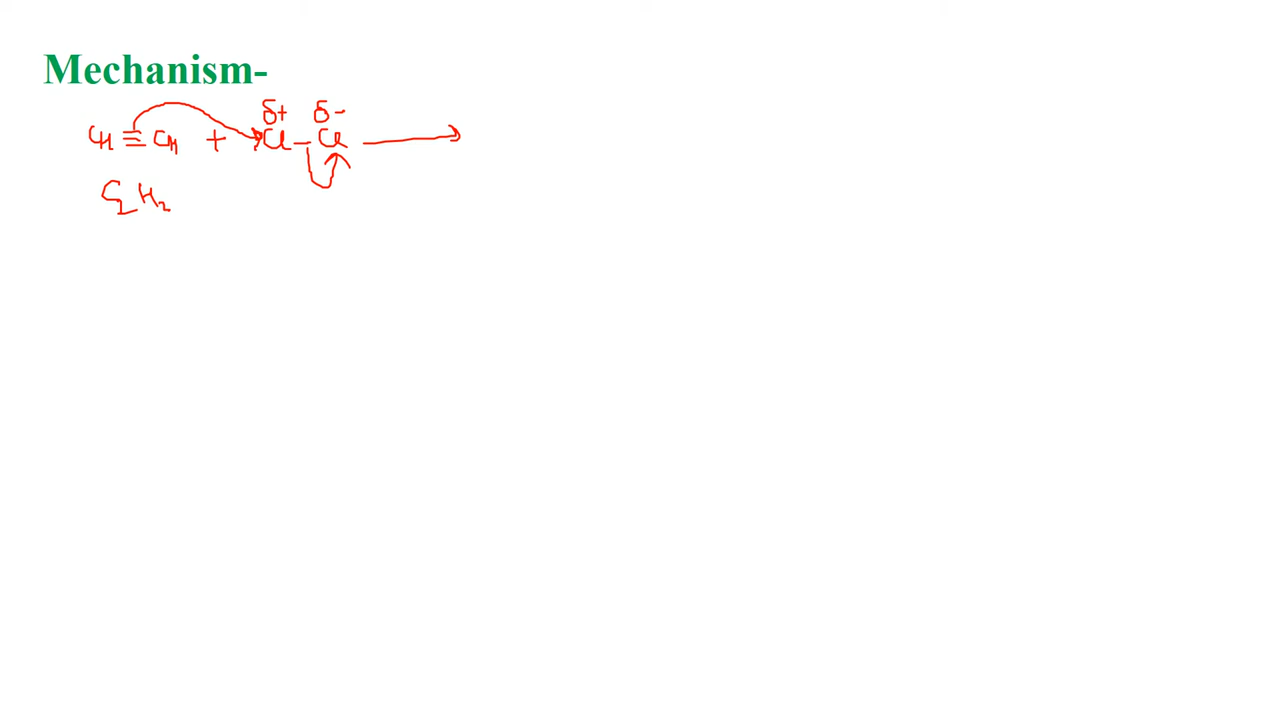 Mechanism-
δ+ δ-
CH ≡ CH + Cl – Cl →
C2H2